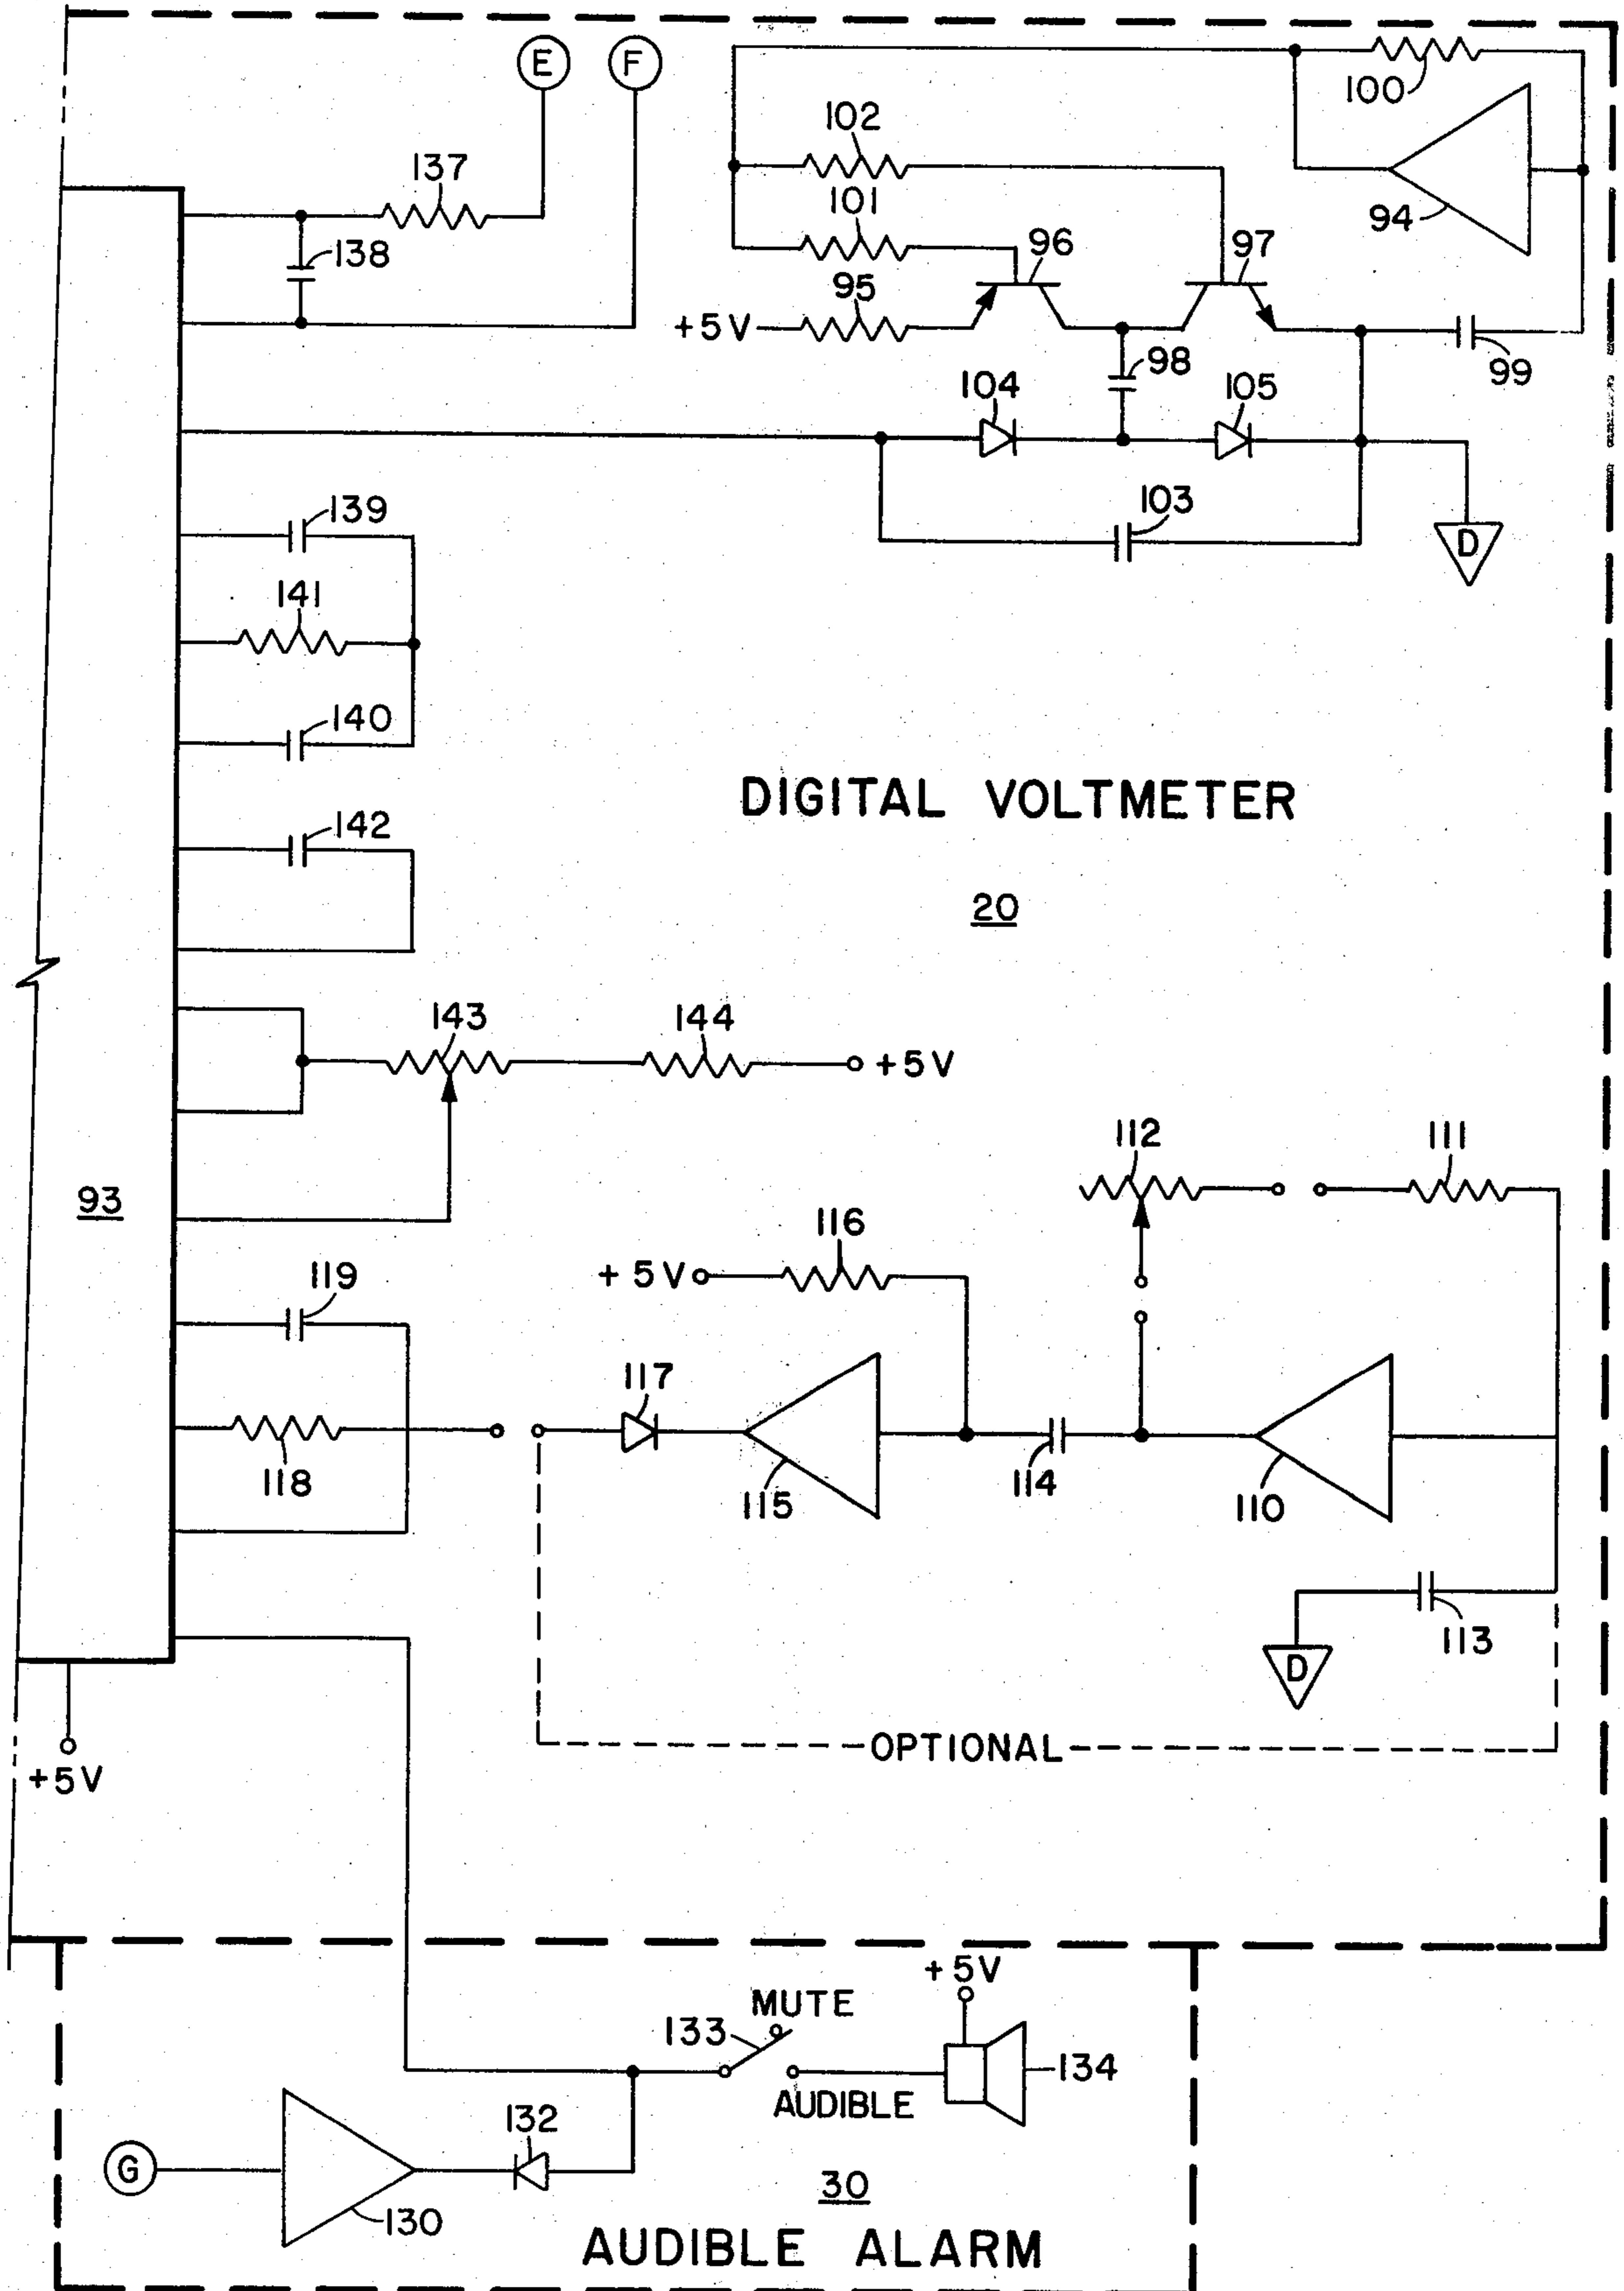 E F
100
102
137
101
94
96 97
138
95
+5V
98
99
104 105
139
103
D
141
140
DIGITAL VOLTMETER
142
20
143 144
+5V
112 111
93
116
+5V
119
117
118
115
114
110
113
D
OPTIONAL
+5V
+5V
MUTE
133
134
AUDIBLE
132
G
30
130
AUDIBLE ALARM